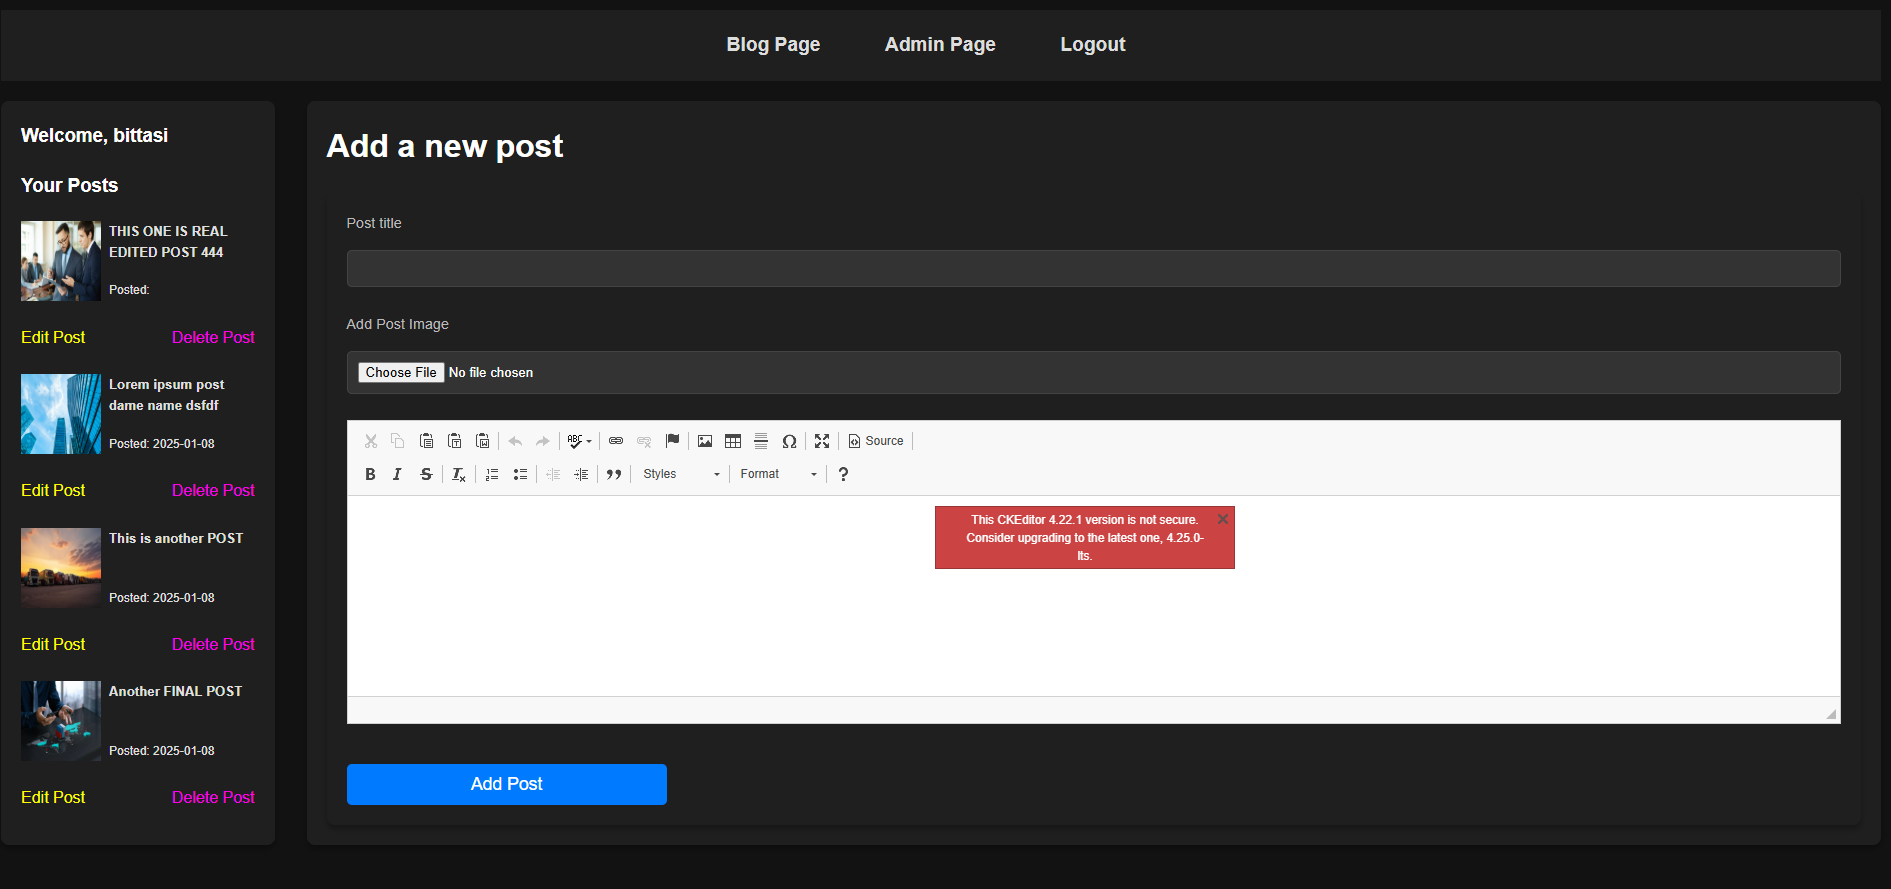 Blog Page Admin Page Logout
Welcome, bittasi
Your Posts
THIS ONE IS REAL
EDITED POST 444
Posted:
Edit Post Delete Post
Lorem ipsum post
dame name dsfdf
Posted: 2025-01-08
Edit Post Delete Post
This is another POST
Posted: 2025-01-08
Edit Post Delete Post
Another FINAL POST
Posted: 2025-01-08
Edit Post Delete Post
Add a new post
Post title
Add Post Image
Choose File No file chosen
ABC Ω Source
B I S Tx Styles Format ?
This CKEditor 4.22.1 version is not secure.
Consider upgrading to the latest one, 4.25.0-
lts.
Add Post